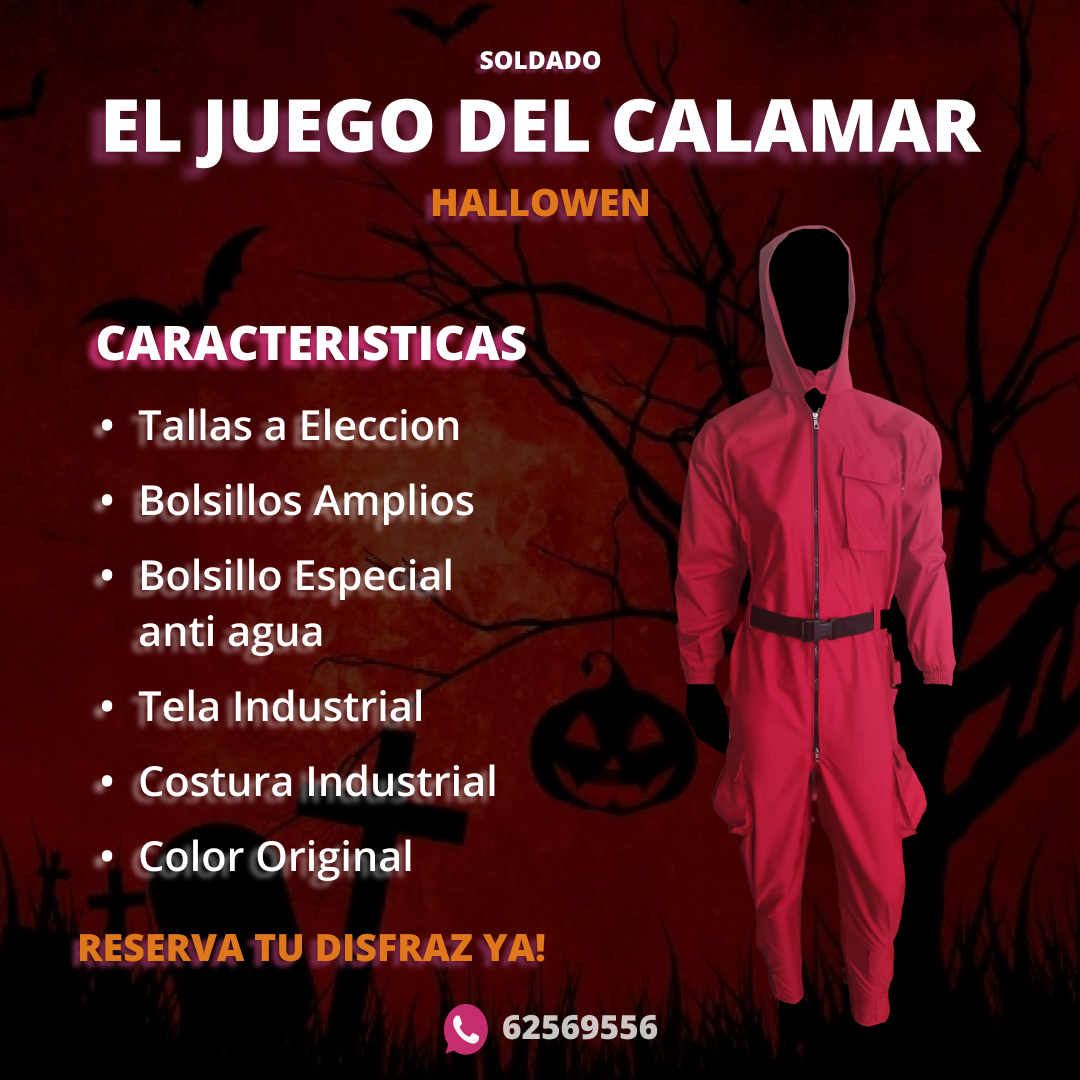 SOLDADO
EL JUEGO DEL CALAMAR
HALLOWEN
CARACTERISTICAS
• Tallas a Eleccion
• Bolsillos Amplios
• Bolsillo Especial
anti agua
• Tela Industrial
• Costura Industrial
• Color Original
RESERVA TU DISFRAZ YA!
62569556